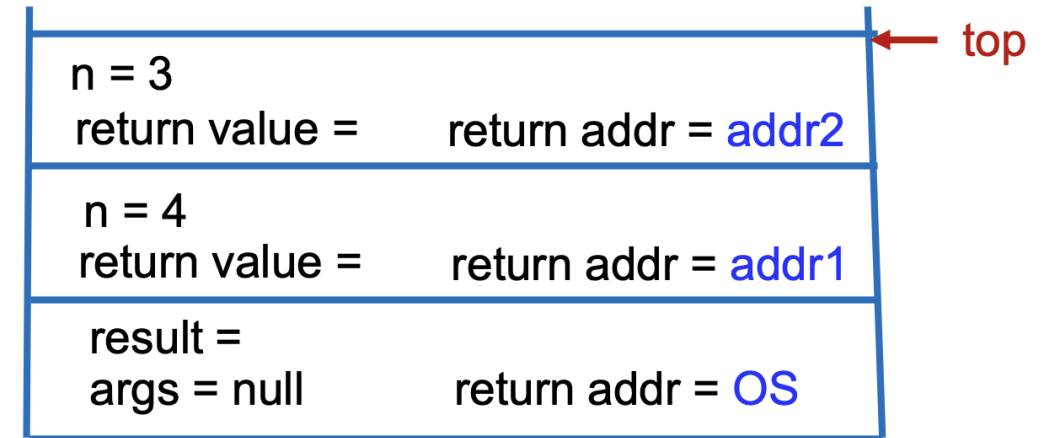 top
n = 3
return value = return addr = addr2
n = 4
return value = return addr = addr1
result =
args = null return addr = OS